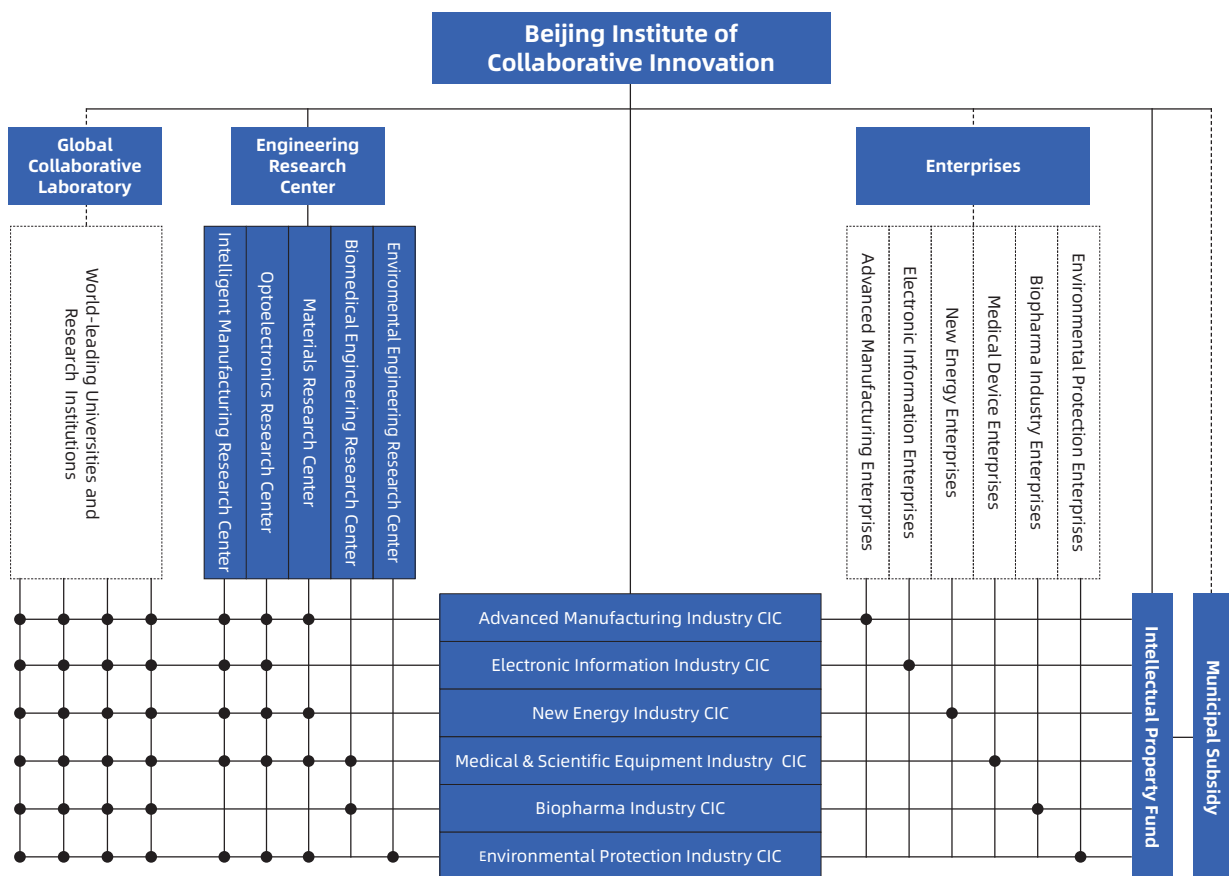 Beijing Institute of
Collaborative Innovation
Global
Collaborative
Laboratory
Engineering
Research
Center
Enterprises
World-leading Universities and
Research Institutions
Intelligent Manufacturing Research Center
Optoelectronics Research Center
Materials Research Center
Biomedical Engineering Research Center
Enviromental Engineering Research Center
Advanced Manufacturing Enterprises
Electronic Information Enterprises
New Energy Enterprises
Medical Device Enterprises
Biopharma Industry Enterprises
Environmental Protection Enterprises
Advanced Manufacturing Industry CIC
Electronic Information Industry CIC
New Energy Industry CIC
Medical & Scientific Equipment Industry CIC
Biopharma Industry CIC
Environmental Protection Industry CIC
Intellectual Property Fund
Municipal Subsidy